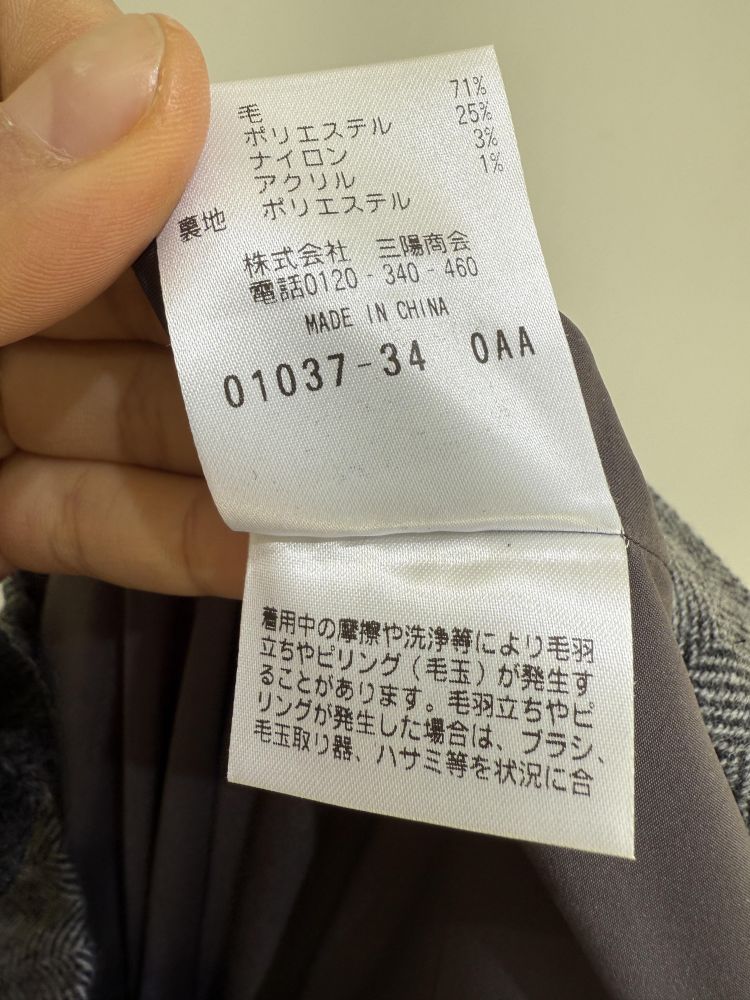 毛 71%
ポリエステル 25%
ナイロン 3%
アクリル 1%
裏地 ポリエステル
株式会社 三陽商会
電話0120-340-460
MADE IN CHINA
01037-34 0AA
着用中の摩擦や洗浄等により毛羽
立ちやピリング(毛玉)が発生す
ることがあります。毛羽立ちやピ
リングが発生した場合は、ブラシ、
毛玉取り器、ハサミ等を状況に合